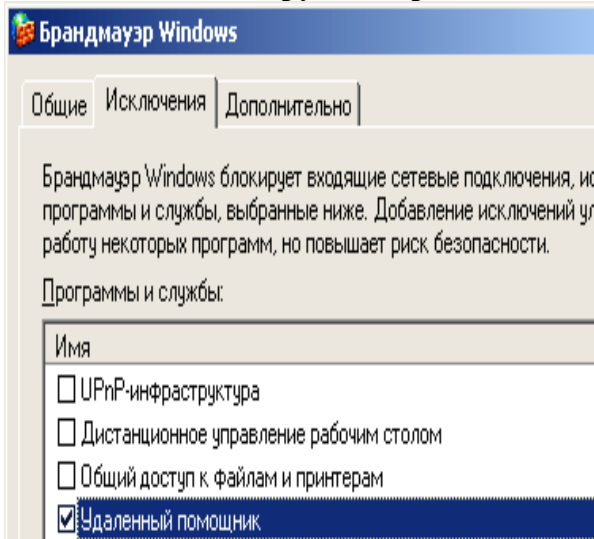 Брандмауэр Windows
Общие Исключения Дополнительно
Брандмауэр Windows блокирует входящие сетевые подключения, ис
программы и службы, выбранные ниже. Добавление исключений ул
работу некоторых программ, но повышает риск безопасности.
Программы и службы:
Имя
UPnP-инфраструктура
Дистанционное управление рабочим столом
Общий доступ к файлам и принтерам
Удаленный помощник